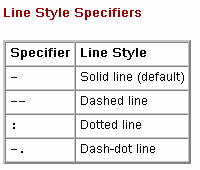 Line Style Specifiers
Specifier Line Style
- Solid line (default)
-- Dashed line
: Dotted line
-. Dash-dot line